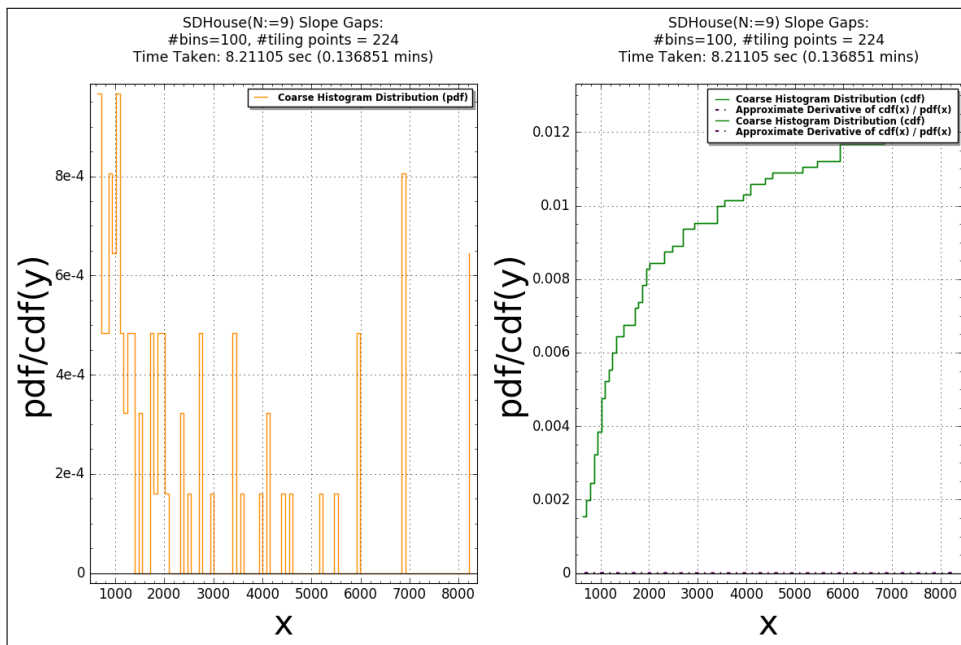 SDHouse(N:=9) Slope Gaps:
#bins=100, #tiling points = 224
Time Taken: 8.21105 sec (0.136851 mins)
Coarse Histogram Distribution (pdf)
8e-4
6e-4
4e-4
2e-4
0
pdf/cdf(y)
1000 2000 3000 4000 5000 6000 7000 8000
x
SDHouse(N:=9) Slope Gaps:
#bins=100, #tiling points = 224
Time Taken: 8.21105 sec (0.136851 mins)
Coarse Histogram Distribution (cdf)
Approximate Derivative of cdf(x) / pdf(x)
Coarse Histogram Distribution (cdf)
Approximate Derivative of cdf(x) / pdf(x)
0.012
0.01
0.008
0.006
0.004
0.002
0
pdf/cdf(y)
1000 2000 3000 4000 5000 6000 7000 8000
x